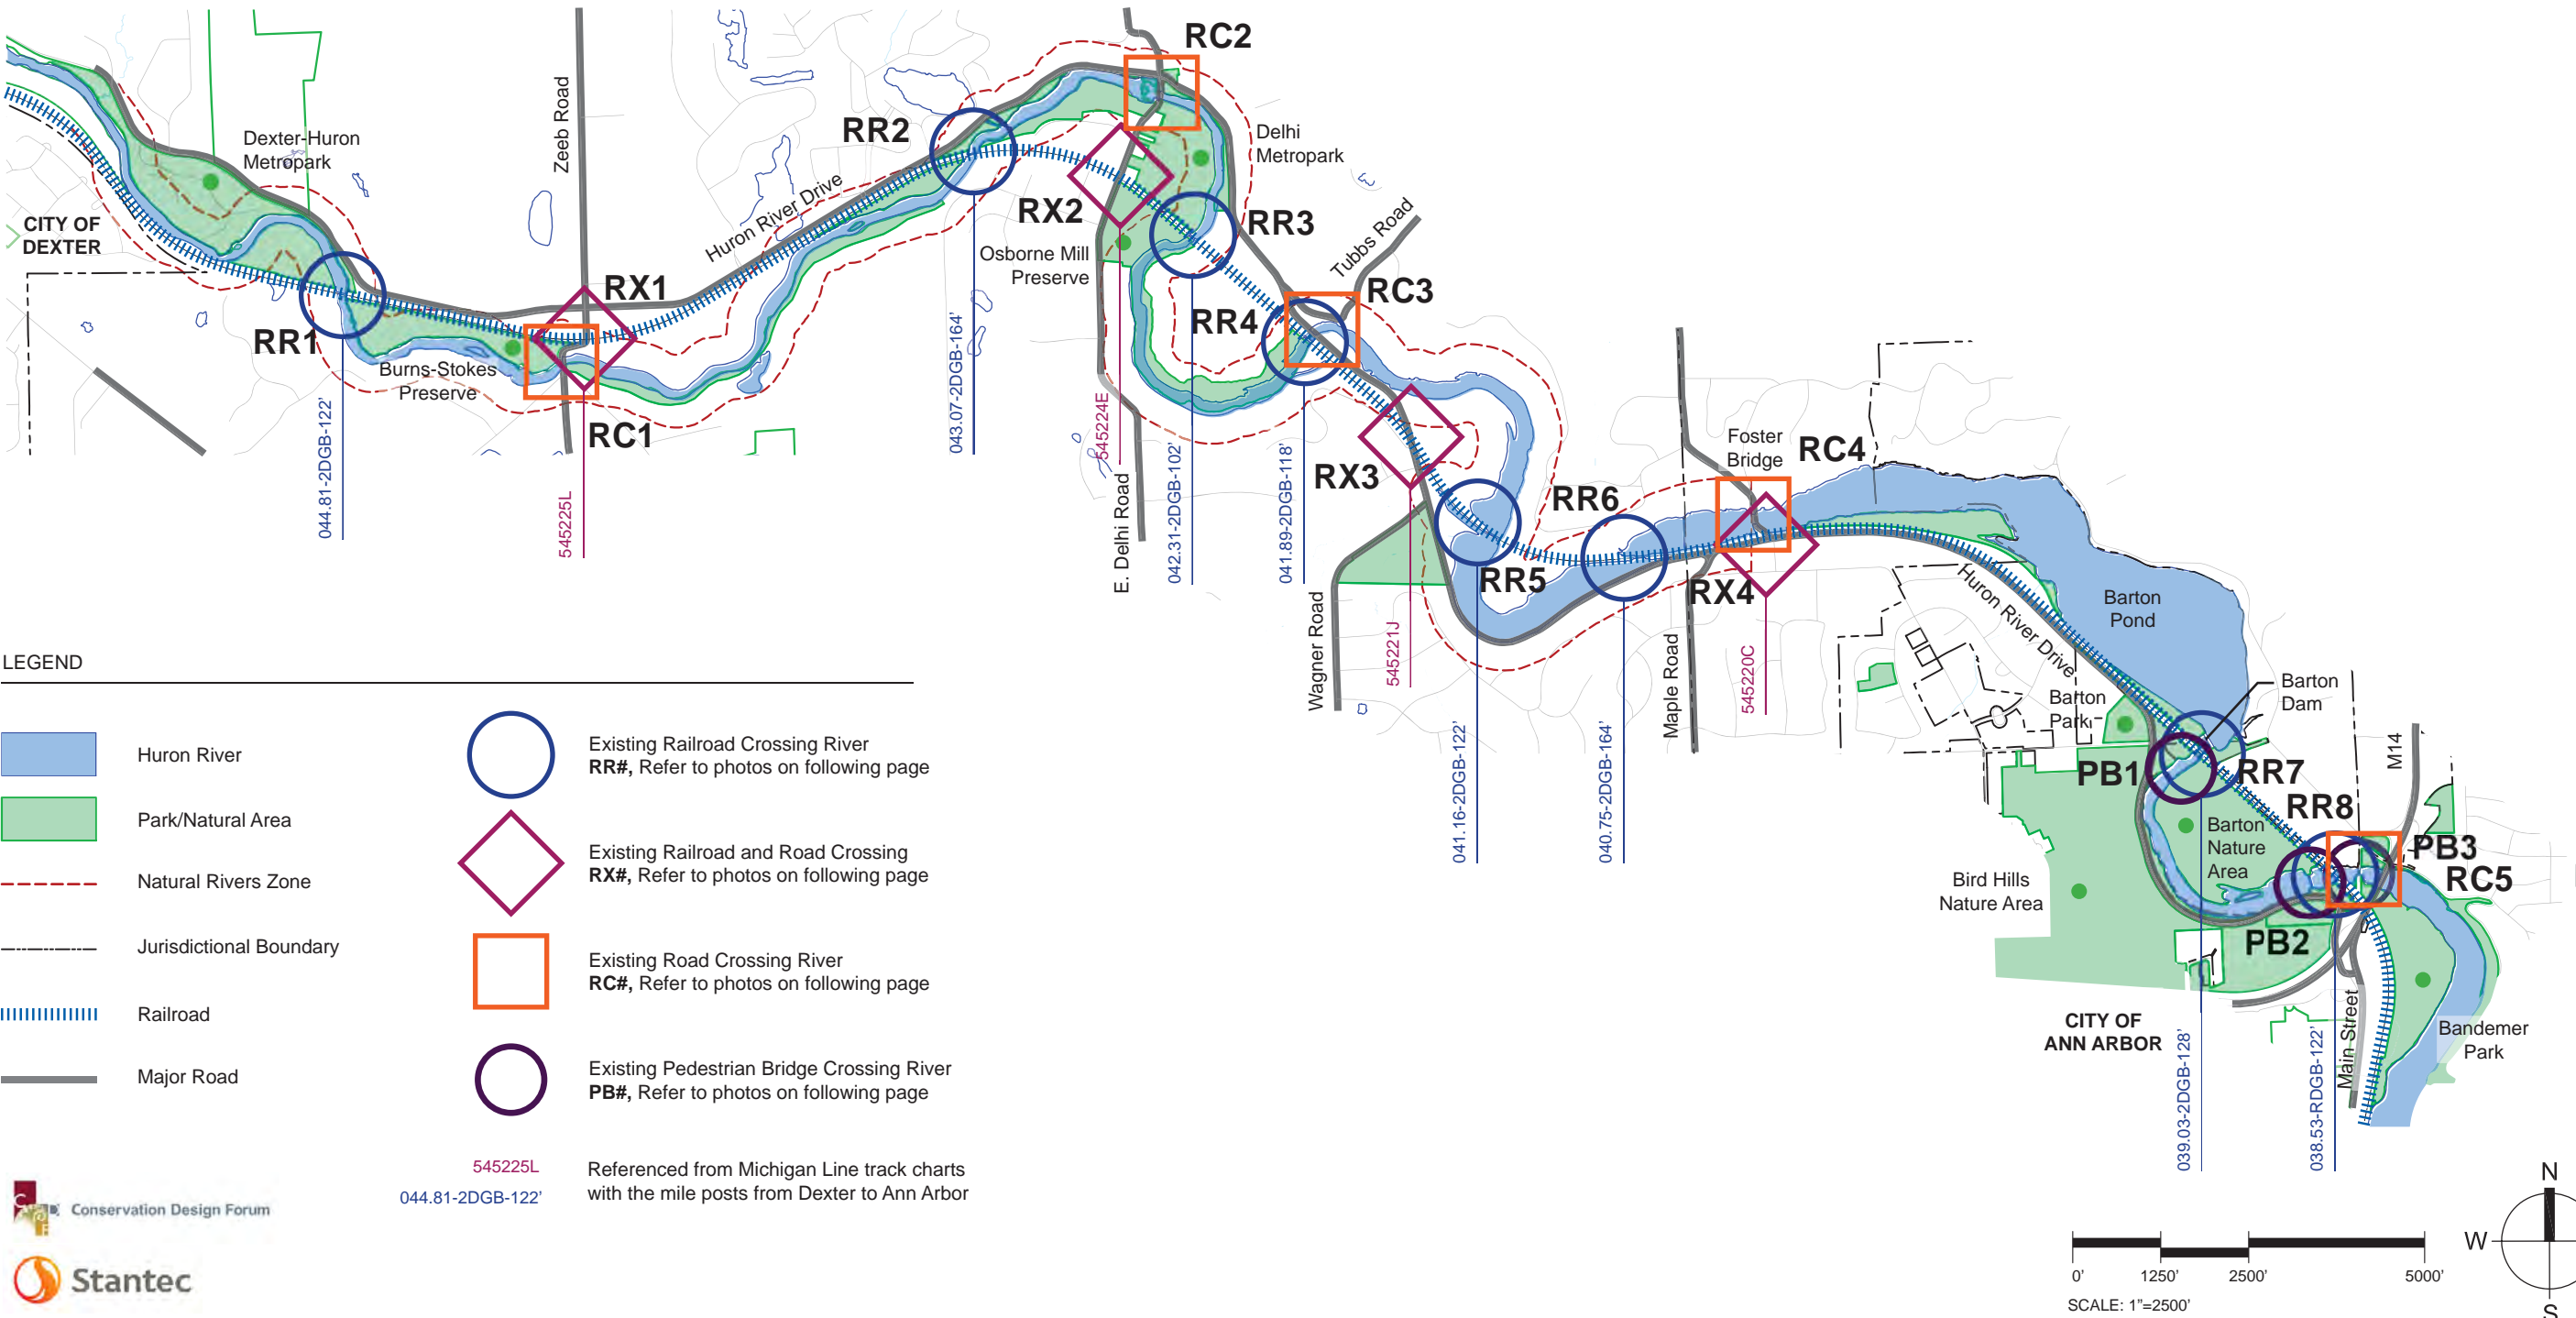 RC2
RR2
Zeeb Road
Dexter-Huron
Metropark
Delhi
Metropark
CITY OF
DEXTER
Huron River Drive
RX2
RR3
Osborne Mill
Preserve
Tubbs Road
RX1
RC3
RR4
RR1
Burns-Stokes
Preserve
RC1
044.81-2DGB-122'
545225L
043.07-2DGB-164'
545224E
E. Delhi Road
042.31-2DGB-102'
041.89-2DGB-118'
RX3
Foster
Bridge
RC4
RR6
RR5
RX4
Wagner Road
545221J
041.16-2DGB-122'
040.75-2DGB-164'
Maple Road
545220C
Huron River Drive
Barton
Pond
Barton
Park
Barton
Dam
M14
PB1
RR7
RR8
Barton
Nature
Area
PB3
RC5
Bird Hills
Nature Area
PB2
CITY OF
ANN ARBOR
039.03-2DGB-128'
038.53-RDGB-122'
Main Street
Bandemer
Park
LEGEND
Huron River
Park/Natural Area
Natural Rivers Zone
Jurisdictional Boundary
Railroad
Major Road
Existing Railroad Crossing River
RR#, Refer to photos on following page
Existing Railroad and Road Crossing
RX#, Refer to photos on following page
Existing Road Crossing River
RC#, Refer to photos on following page
Existing Pedestrian Bridge Crossing River
PB#, Refer to photos on following page
545225L
044.81-2DGB-122'
Referenced from Michigan Line track charts
with the mile posts from Dexter to Ann Arbor
Conservation Design Forum
Stantec
0' 1250' 2500' 5000'
SCALE: 1"=2500'
N
W
S